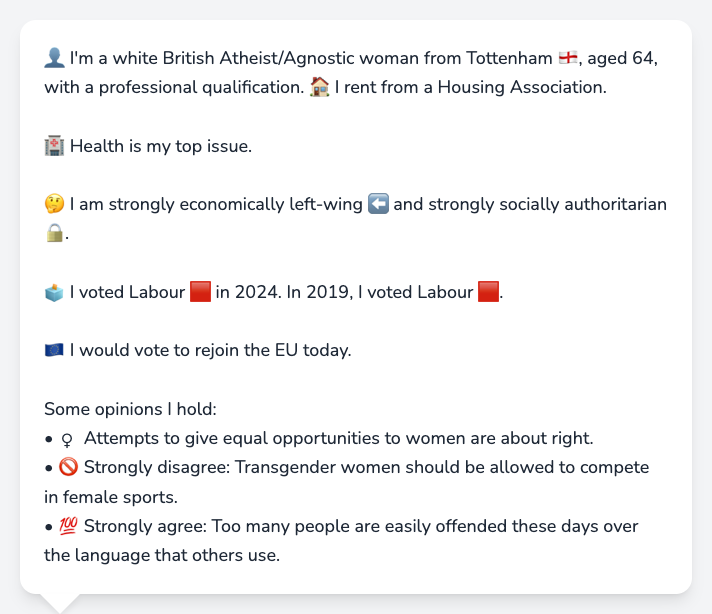 👤 I'm a white British Atheist/Agnostic woman from Tottenham 🏴󠁧󠁢󠁥󠁮󠁧󠁿, aged 64,
with a professional qualification. 🏠 I rent from a Housing Association.
🏥 Health is my top issue.
🤔 I am strongly economically left-wing ⬅️ and strongly socially authoritarian
🔒.
🗳️ I voted Labour 🟥 in 2024. In 2019, I voted Labour 🟥.
🇪🇺 I would vote to rejoin the EU today.
Some opinions I hold:
• ♀ Attempts to give equal opportunities to women are about right.
• 🚫 Strongly disagree: Transgender women should be allowed to compete
in female sports.
• 💯 Strongly agree: Too many people are easily offended these days over
the language that others use.